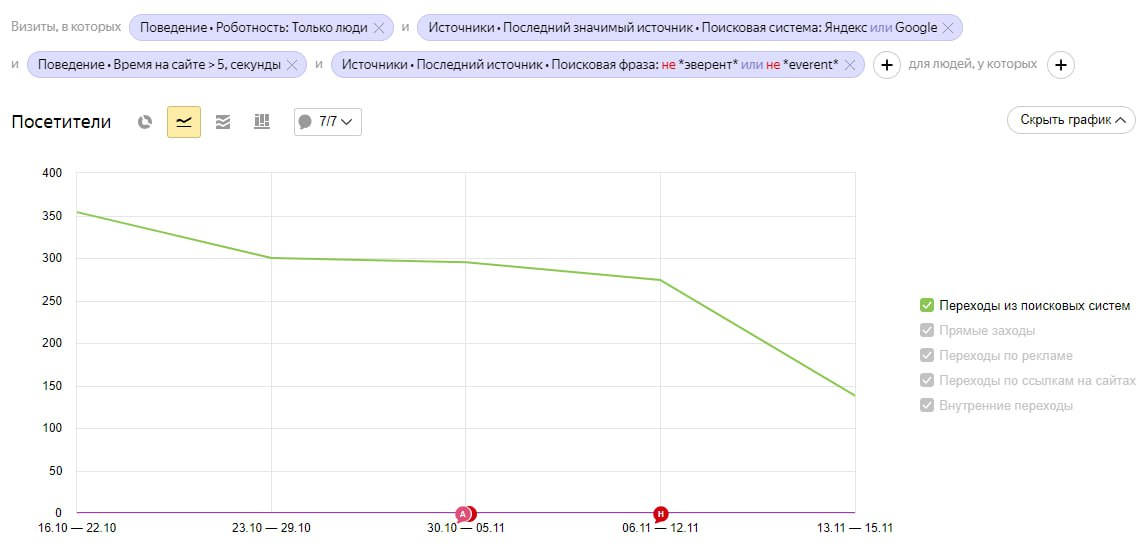 Визиты, в которых Поведение • Роботность: Только люди × и Источники • Последний значимый источник • Поисковая система: Яндекс или Google ×
и Поведение • Время на сайте > 5, секунды × и Источники • Последний источник • Поисковая фраза: не *эверент* или не *everent* × + для людей, у которых +
Посетители 7/7 Скрыть график
400
350
300
250
200
150
100
50
0
Переходы из поисковых систем
Прямые заходы
Переходы по рекламе
Переходы по ссылкам на сайтах
Внутренние переходы
А Н
16.10 — 22.10 23.10 — 29.10 30.10 — 05.11 06.11 — 12.11 13.11 — 15.11